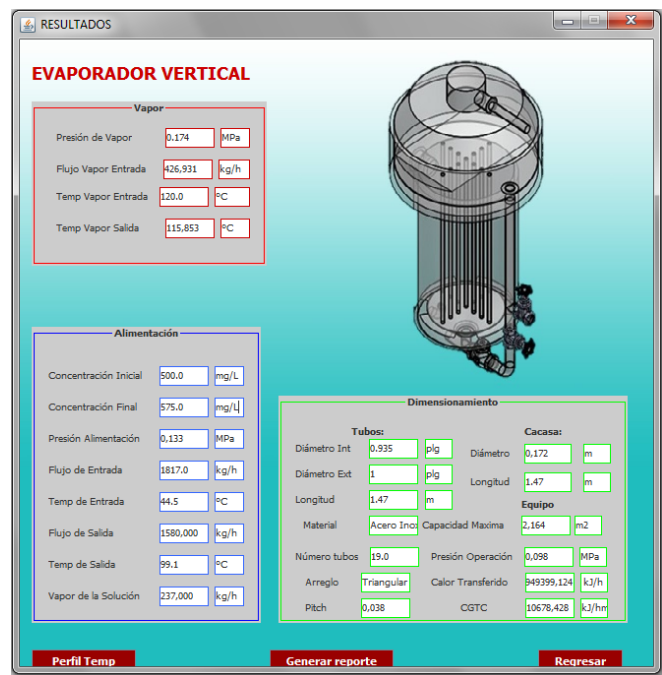 RESULTADOS
EVAPORADOR VERTICAL
Vapor
Presión de Vapor 0.174 MPa
Flujo Vapor Entrada 426,931 kg/h
Temp Vapor Entrada 120.0 ºC
Temp Vapor Salida 115,853 ºC
Alimentación
Concentración Inicial 500.0 mg/L
Concentración Final 575.0 mg/L
Presión Alimentación 0,133 MPa
Flujo de Entrada 1817.0 kg/h
Temp de Entrada 44.5 ºC
Flujo de Salida 1580,000 kg/h
Temp de Salida 99.1 ºC
Vapor de la Solución 237,000 kg/h
Dimensionamiento
Tubos: Cacasa:
Diámetro Int 0.935 plg Diámetro 0,172 m
Diámetro Ext 1 plg Longitud 1.47 m
Longitud 1.47 m Equipo
Material Acero Inox Capacidad Maxima 2,164 m2
Número tubos 19.0 Presión Operación 0,098 MPa
Arreglo Triangular Calor Transferido 949399,124 kJ/h
Pitch 0,038 CGTC 10678,428 kJ/hm
Perfil Temp Generar reporte Regresar